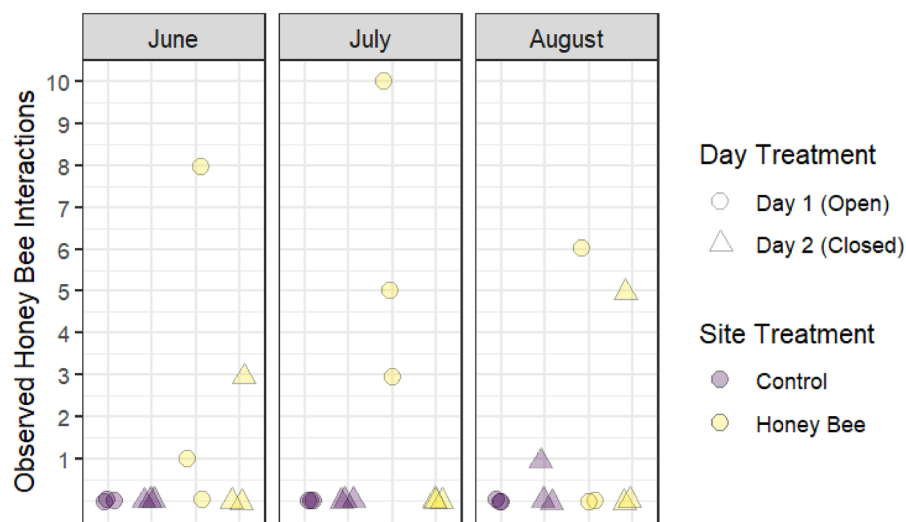 June
July
August
Observed Honey Bee Interactions
10
9
8
7
6
5
4
3
2
1
Day Treatment
Day 1 (Open)
Day 2 (Closed)
Site Treatment
Control
Honey Bee